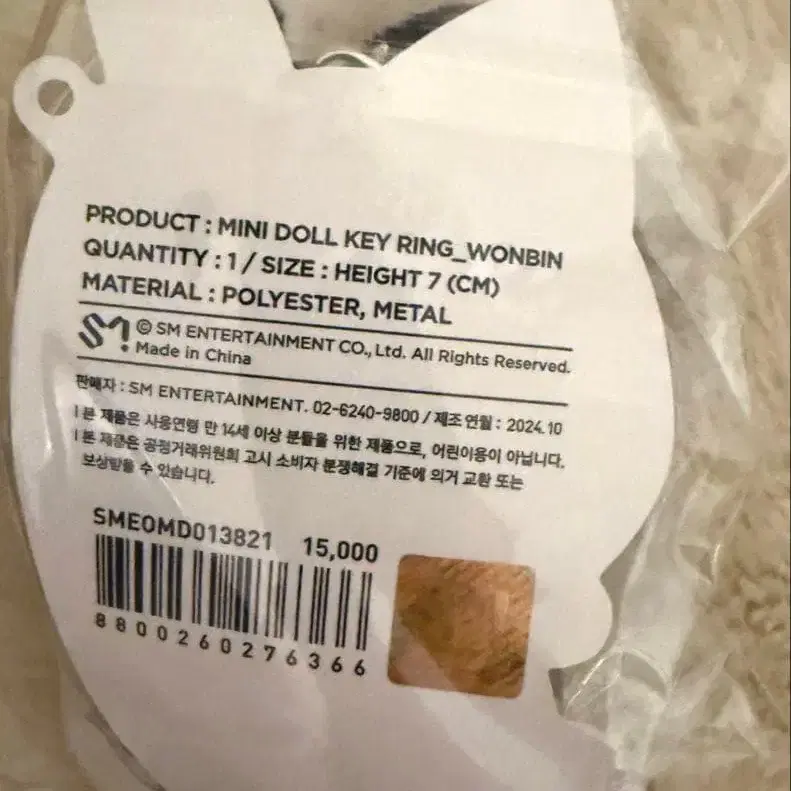 PRODUCT : MINI DOLL KEY RING_WONBIN
QUANTITY : 1 / SIZE : HEIGHT 7 (CM)
MATERIAL : POLYESTER, METAL
SM! © SM ENTERTAINMENT CO., Ltd. All Rights Reserved.
Made in China
판매자 : SM ENTERTAINMENT. 02-6240-9800 / 제조연월 : 2024.10
| 본 제품은 사용연령 만 14세 이상 분들을 위한 제품으로, 어린이용이 아닙니다.
| 본 제품은 공정거래위원회 고시 소비자 분쟁해결 기준에 의거 교환 또는
보상받을 수 있습니다.
SMEOMD013821 15,000
8800260276366